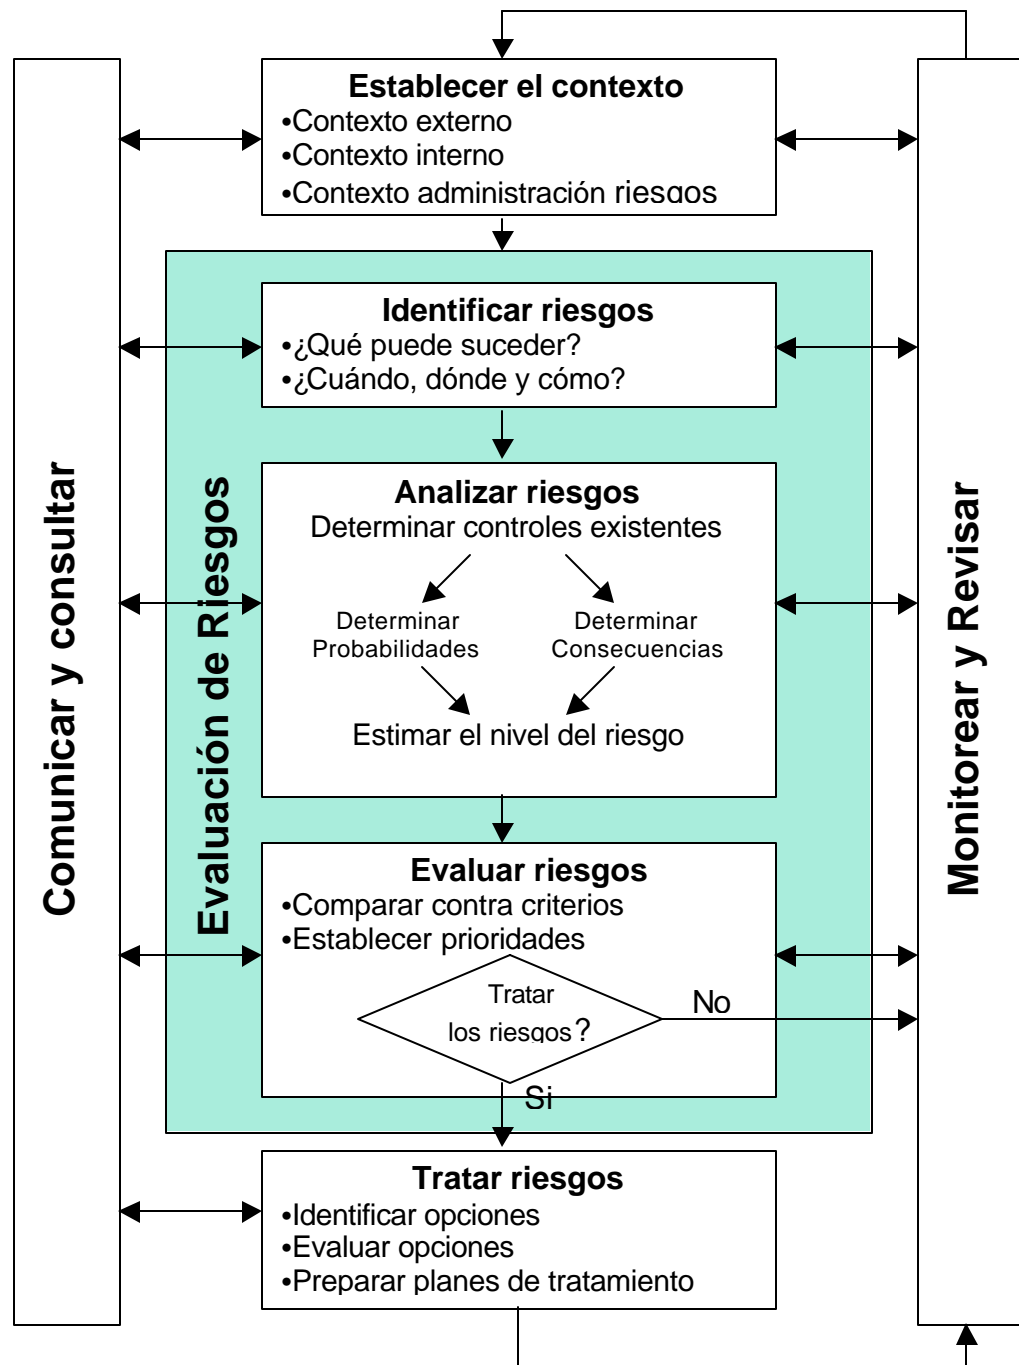 Establecer el contexto
•Contexto externo
•Contexto interno
•Contexto administración riesgos
Identificar riesgos
•¿Qué puede suceder?
•¿Cuándo, dónde y cómo?
Analizar riesgos
Determinar controles existentes
Determinar
Probabilidades
Determinar
Consecuencias
Estimar el nivel del riesgo
Evaluar riesgos
•Comparar contra criterios
•Establecer prioridades
Tratar
los riesgos?
No
Si
Tratar riesgos
•Identificar opciones
•Evaluar opciones
•Preparar planes de tratamiento
Comunicar y consultar
Evaluación de Riesgos
Monitorear y Revisar